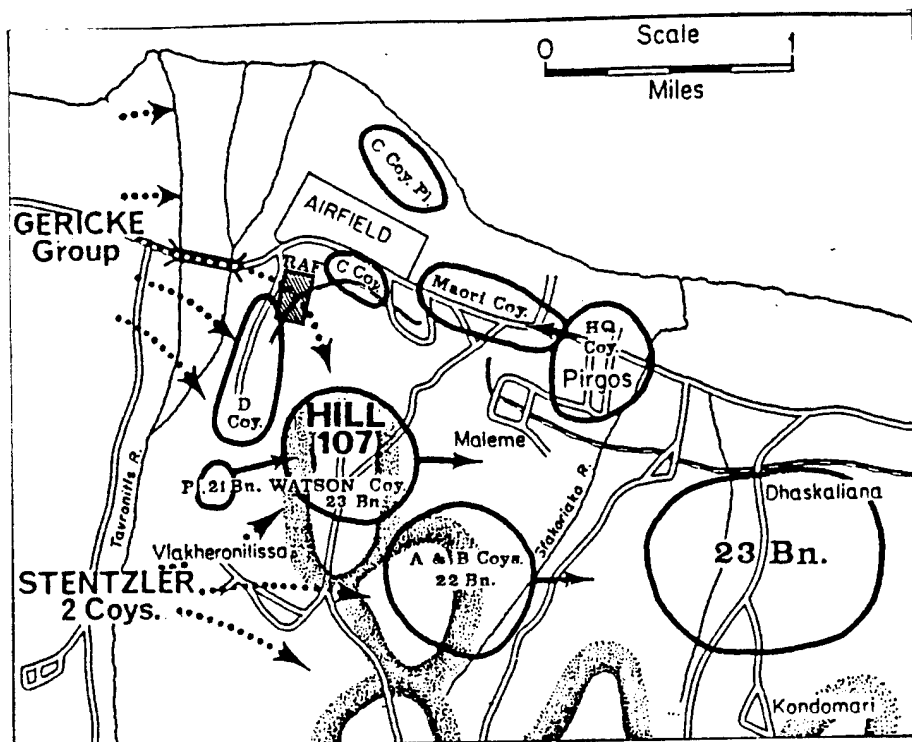 Scale
0 1
Miles
C Coy. Pl.
AIRFIELD
GERICKE
Group
RAF
C Coy.
Maori Coy.
HQ
Coy.
Pirgos
D
Coy.
HILL
107
Maleme
Pl. 21 Bn. WATSON Coy.
23 Bn.
Dhaskaliana
Tavronitis R.
Sfakoriako R.
Vlakheronitissa
A & B Coys.
22 Bn.
23 Bn.
STENTZLER
2 Coys.
Kondomari